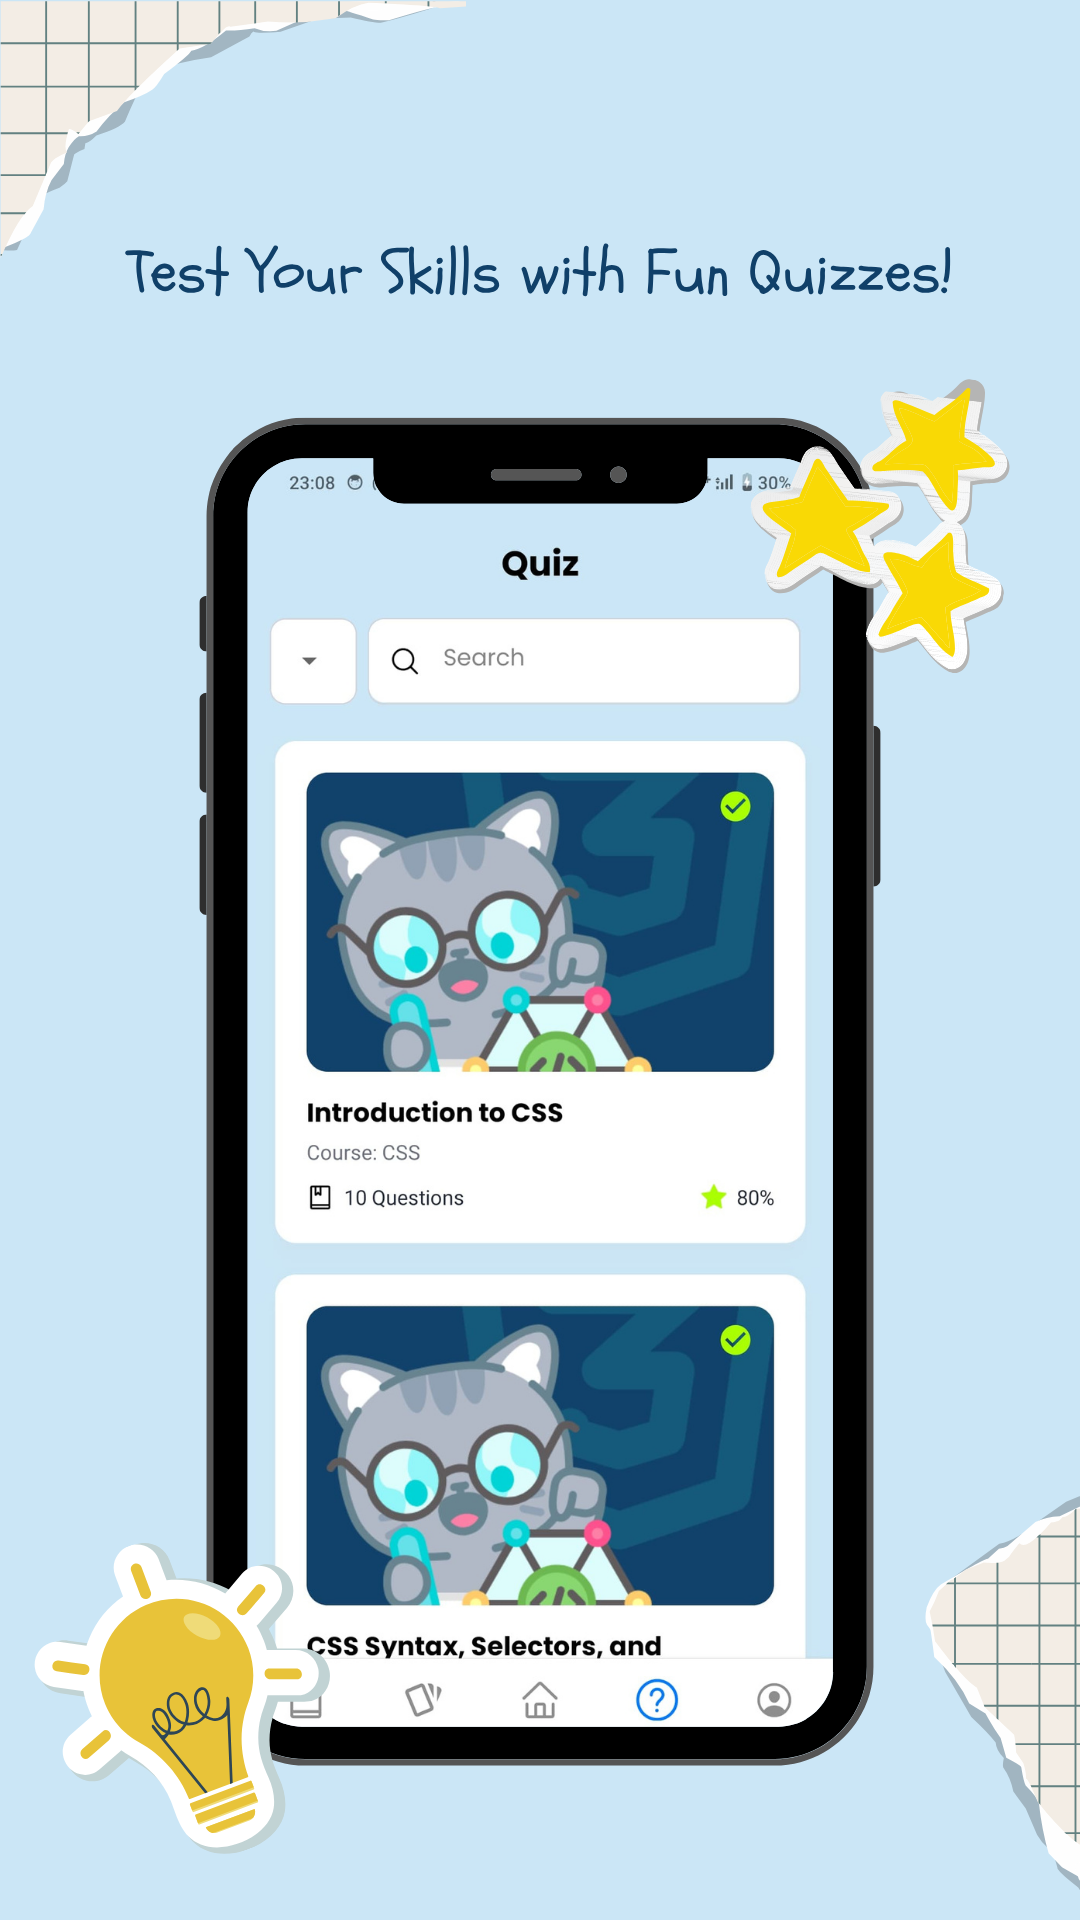 Test Your Skills with Fun Quizzes!
23:08 30%
Quiz
Search
Introduction to CSS
Course: CSS
10 Questions 80%
CSS Syntax, Selectors, and